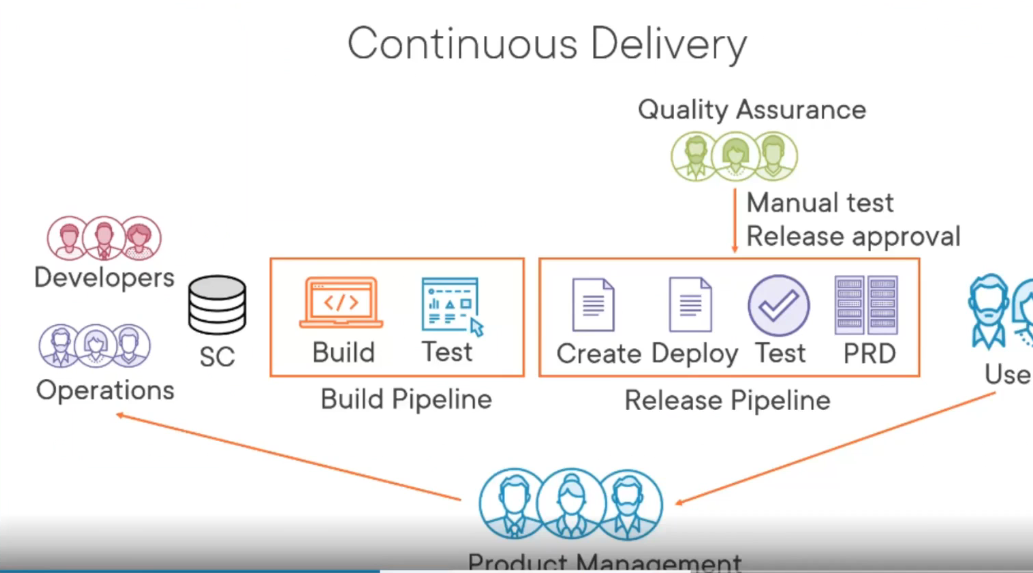 Continuous Delivery
Quality Assurance
Manual test
Release approval
Developers
Operations
SC
</>
Build
Test
Build Pipeline
Create
Deploy
Test
PRD
Release Pipeline
Use
Product Management